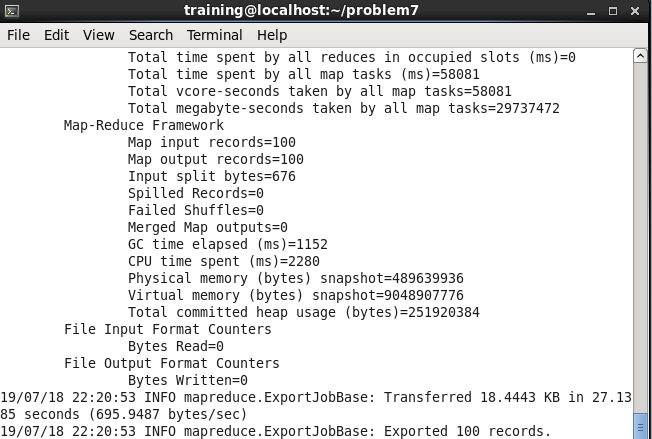 training@localhost:~/problem7
File Edit View Search Terminal Help
Total time spent by all reduces in occupied slots (ms)=0
Total time spent by all map tasks (ms)=58081
Total vcore-seconds taken by all map tasks=58081
Total megabyte-seconds taken by all map tasks=29737472
Map-Reduce Framework
Map input records=100
Map output records=100
Input split bytes=676
Spilled Records=0
Failed Shuffles=0
Merged Map outputs=0
GC time elapsed (ms)=1152
CPU time spent (ms)=2280
Physical memory (bytes) snapshot=489639936
Virtual memory (bytes) snapshot=9048907776
Total committed heap usage (bytes)=251920384
File Input Format Counters
Bytes Read=0
File Output Format Counters
Bytes Written=0
19/07/18 22:20:53 INFO mapreduce.ExportJobBase: Transferred 18.4443 KB in 27.13
85 seconds (695.9487 bytes/sec)
19/07/18 22:20:53 INFO mapreduce.ExportJobBase: Exported 100 records.